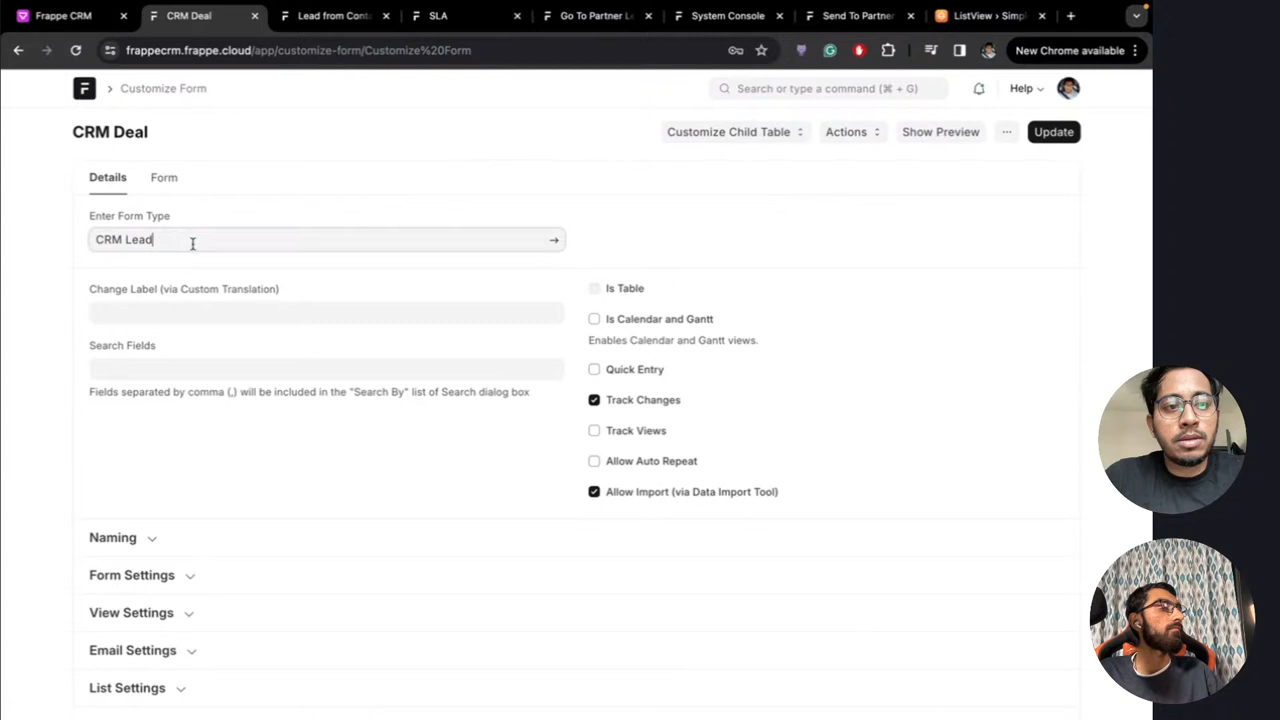 Frappe CRM
CRM Deal
Lead from Conta
SLA
Go To Partner Le
System Console
Send To Partner
ListView › Simpl
frappecrm.frappe.cloud/app/customize-form/Customize%20Form
New Chrome available
Customize Form
Search or type a command (⌘ + G)
Help
CRM Deal
Customize Child Table
Actions
Show Preview
...
Update
Details
Form
Enter Form Type
CRM Lead
Change Label (via Custom Translation)
Search Fields
Fields separated by comma (,) will be included in the "Search By" list of Search dialog box
Is Table
Is Calendar and Gantt
Enables Calendar and Gantt views.
Quick Entry
Track Changes
Track Views
Allow Auto Repeat
Allow Import (via Data Import Tool)
Naming
Form Settings
View Settings
Email Settings
List Settings